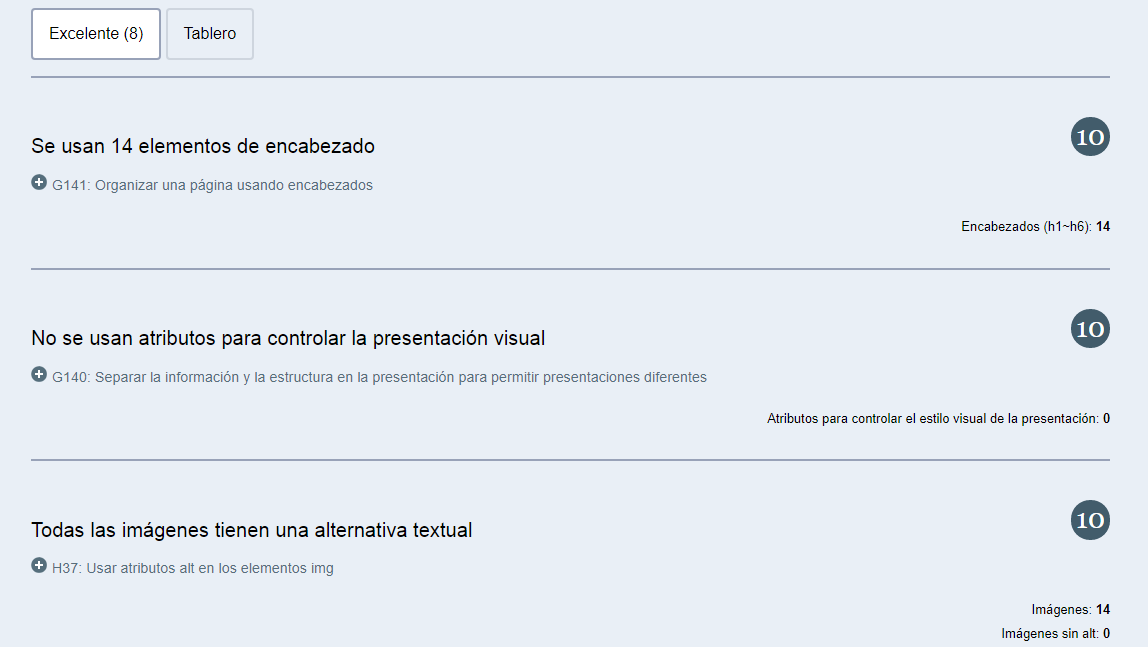 Excelente (8) Tablero
Se usan 14 elementos de encabezado 10
G141: Organizar una página usando encabezados
Encabezados (h1~h6): 14
No se usan atributos para controlar la presentación visual 10
G140: Separar la información y la estructura en la presentación para permitir presentaciones diferentes
Atributos para controlar el estilo visual de la presentación: 0
Todas las imágenes tienen una alternativa textual 10
H37: Usar atributos alt en los elementos img
Imágenes: 14
Imágenes sin alt: 0